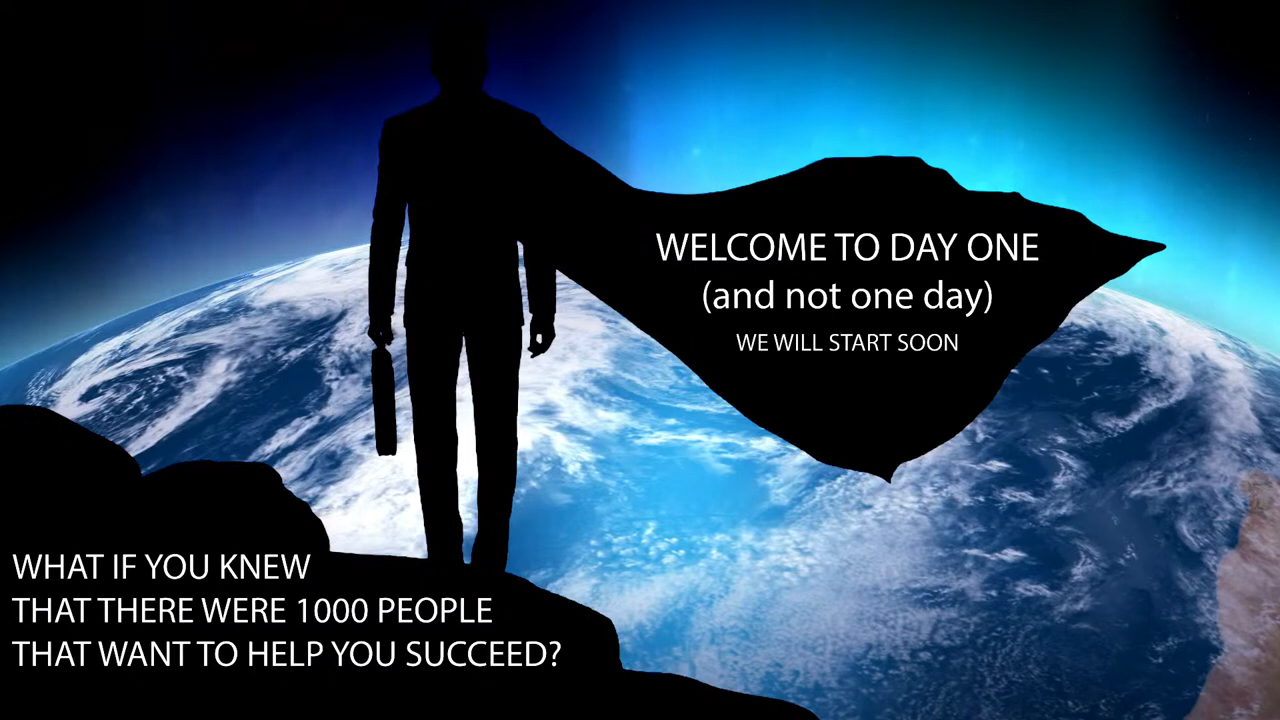 WELCOME TO DAY ONE
(and not one day)
WE WILL START SOON
WHAT IF YOU KNEW
THAT THERE WERE 1000 PEOPLE
THAT WANT TO HELP YOU SUCCEED?